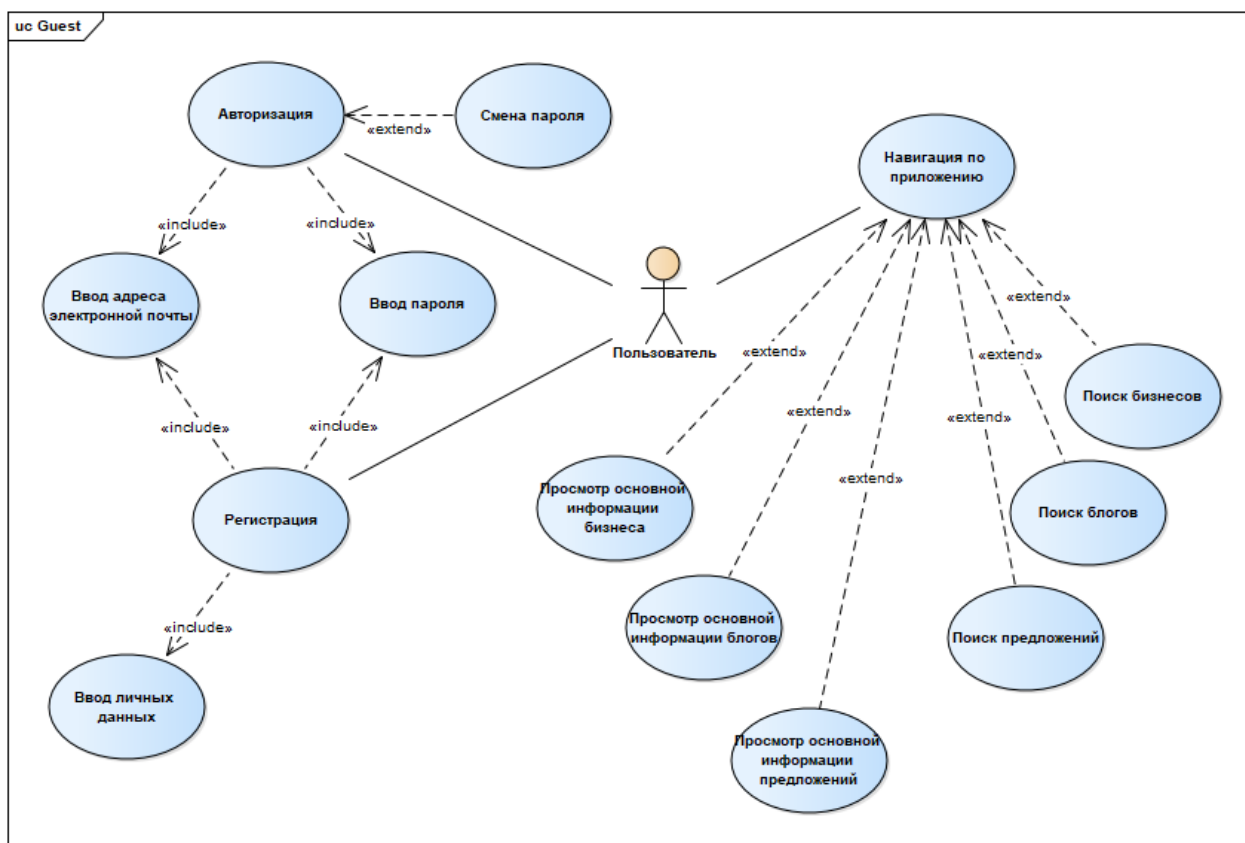 uc Guest
Авторизация
Смена пароля
«extend»
Навигация по
приложению
«include»
«include»
Ввод адреса
электронной почты
Ввод пароля
Пользователь
«extend»
«extend»
«extend»
«extend»
«extend»
«extend»
Поиск бизнесов
«include»
«include»
Просмотр основной
информации
бизнеса
Регистрация
Поиск блогов
Просмотр основной
информации блогов
Поиск предложений
«include»
Ввод личных
данных
Просмотр основной
информации
предложений